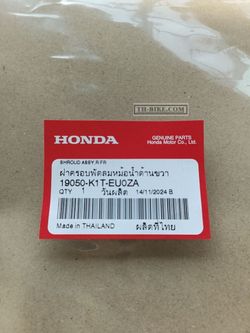 TH-BIKE.COM
HONDA
GENUINE PARTS
Honda Motor Co., Ltd.
SHROUD ASSY,R FR
ฝาครอบพัดลมหม้อน้ำด้านขวา
19050-K1T-EU0ZA
QTY 1 วันผลิต 14/11/2024 B
Made in THAILAND ผลิตที่ไทย